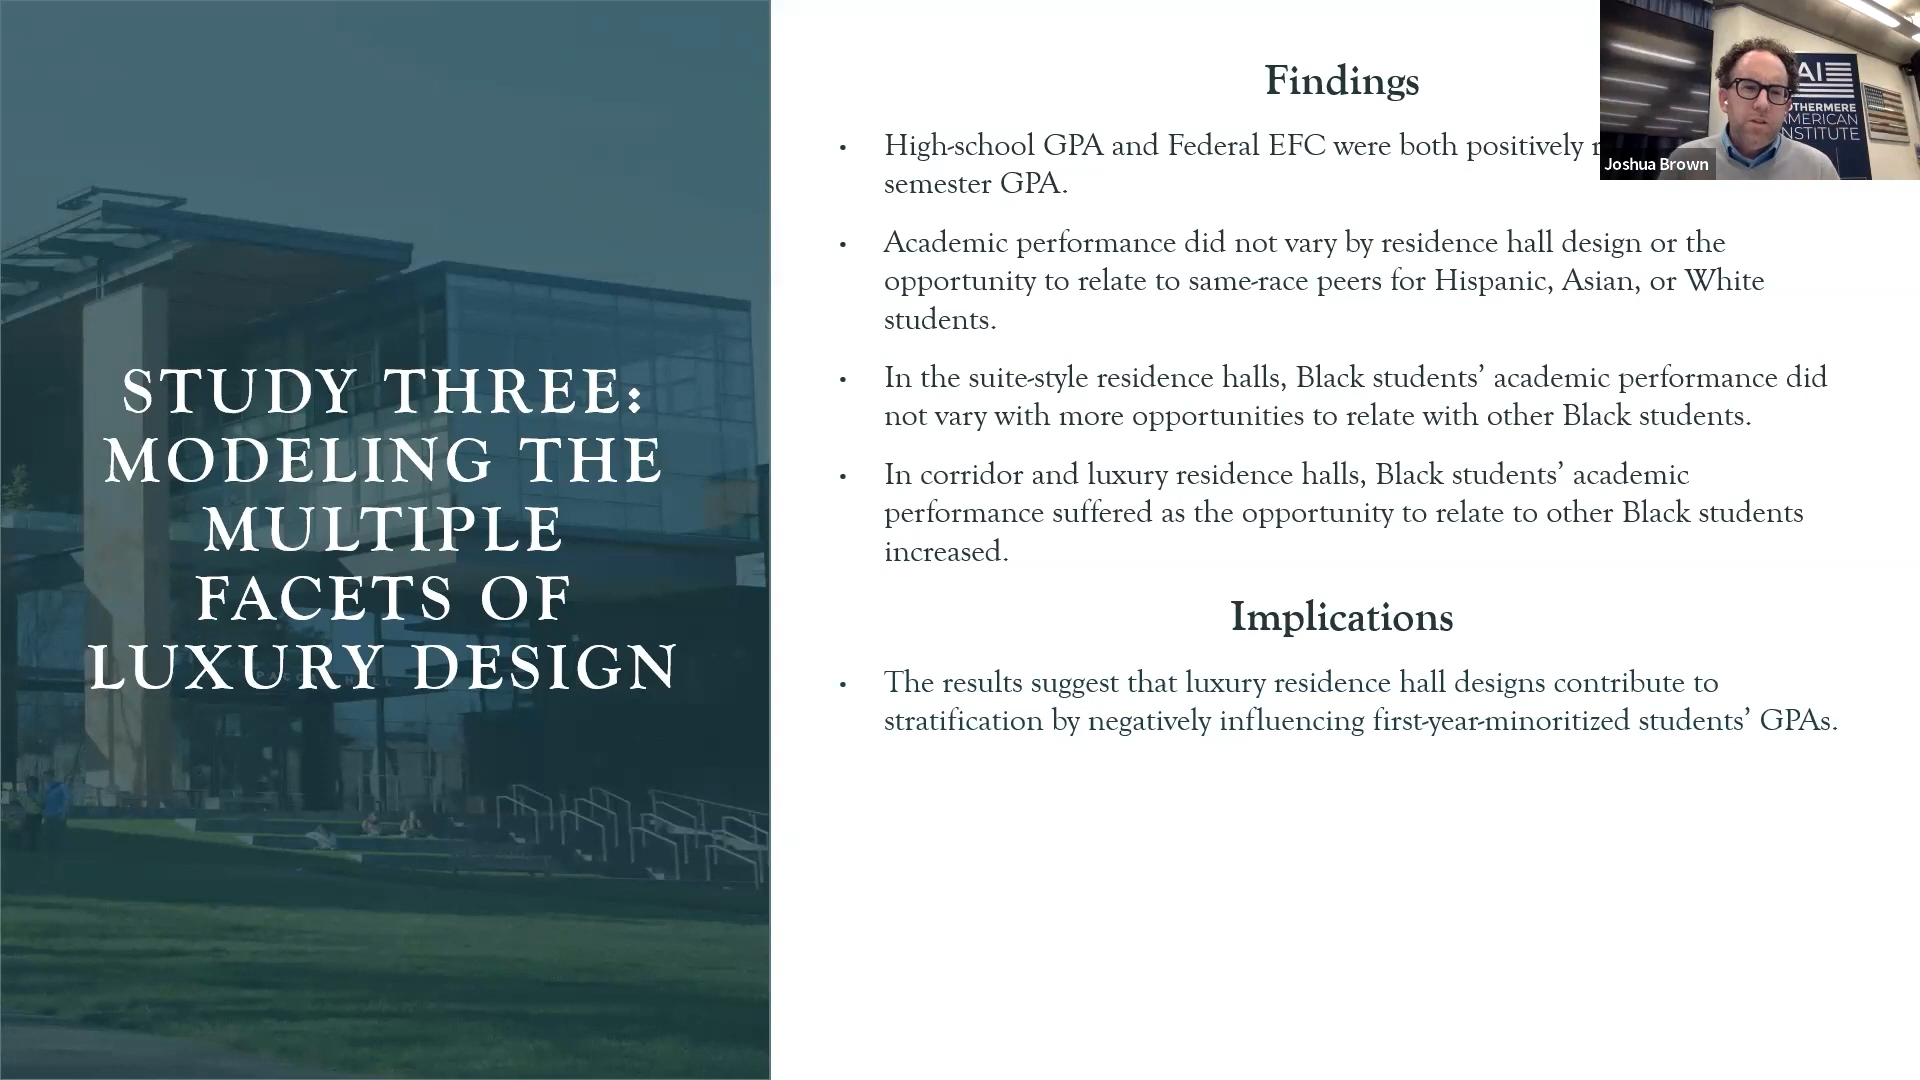 STUDY THREE:
MODELING THE
MULTIPLE
FACETS OF
LUXURY DESIGN
Findings
• High-school GPA and Federal EFC were both positively
semester GPA.
• Academic performance did not vary by residence hall design or the
opportunity to relate to same-race peers for Hispanic, Asian, or White
students.
• In the suite-style residence halls, Black students’ academic performance did
not vary with more opportunities to relate with other Black students.
• In corridor and luxury residence halls, Black students’ academic
performance suffered as the opportunity to relate to other Black students
increased.
Implications
• The results suggest that luxury residence hall designs contribute to
stratification by negatively influencing first-year-minoritized students’ GPAs.
AI
OTHERMERE
AMERICAN
NSTITUTE
Joshua Brown